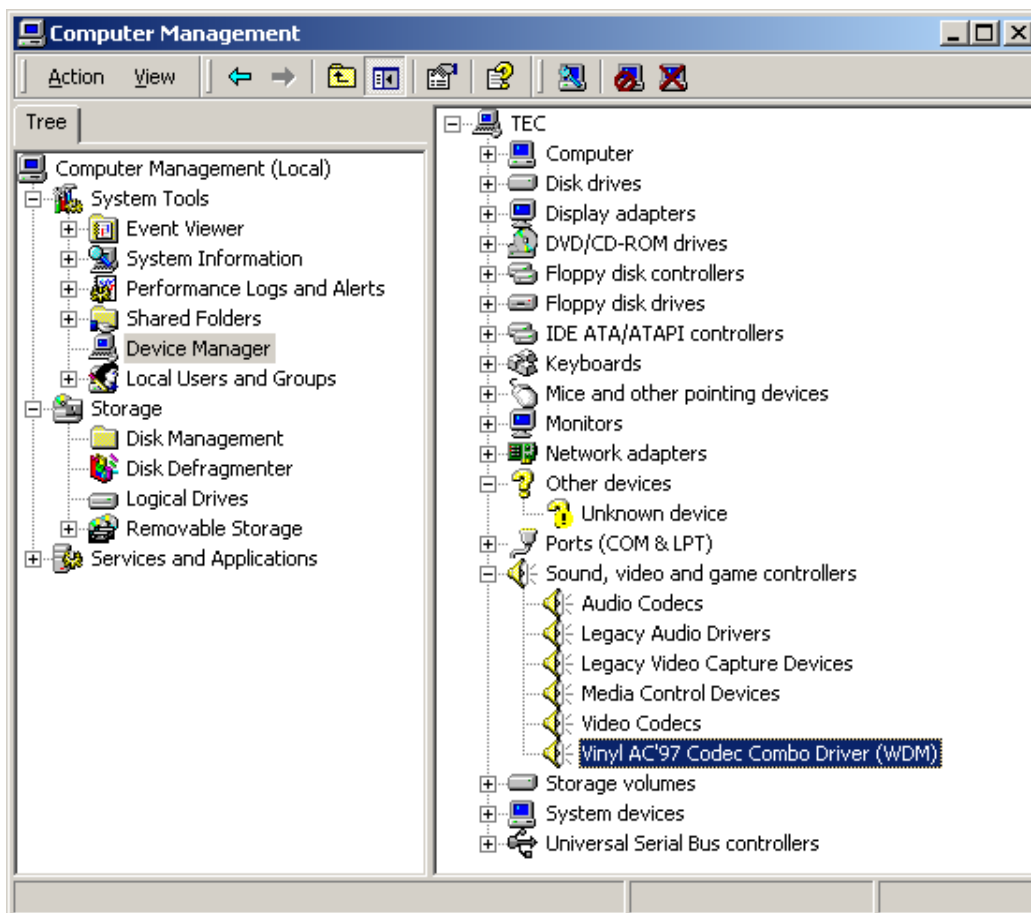 Computer Management
Action View
Tree
Computer Management (Local)
System Tools
Event Viewer
System Information
Performance Logs and Alerts
Shared Folders
Device Manager
Local Users and Groups
Storage
Disk Management
Disk Defragmenter
Logical Drives
Removable Storage
Services and Applications
TEC
Computer
Disk drives
Display adapters
DVD/CD-ROM drives
Floppy disk controllers
Floppy disk drives
IDE ATA/ATAPI controllers
Keyboards
Mice and other pointing devices
Monitors
Network adapters
Other devices
Unknown device
Ports (COM & LPT)
Sound, video and game controllers
Audio Codecs
Legacy Audio Drivers
Legacy Video Capture Devices
Media Control Devices
Video Codecs
Vinyl AC'97 Codec Combo Driver (WDM)
Storage volumes
System devices
Universal Serial Bus controllers